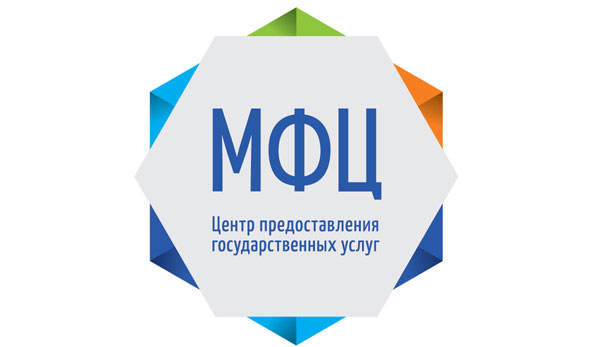 МФЦ
Центр предоставления
государственных услуг